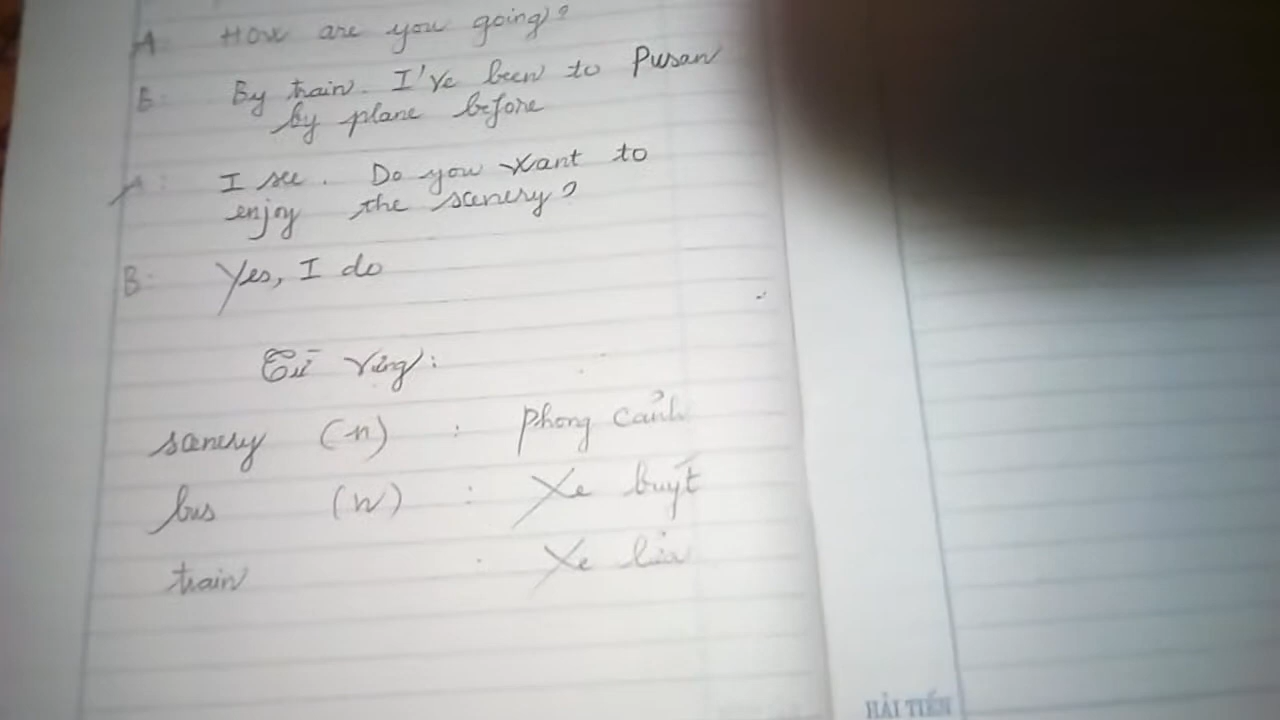 A: How are you going?
B: By train. I've been to Pusan
by plane before
A: I see. Do you want to
enjoy the scenery?
B: Yes, I do
Từ vựng:
scenery (n) : phong cảnh
bus (n) : Xe buýt
train : Xe lửa
HẢI TIẾN